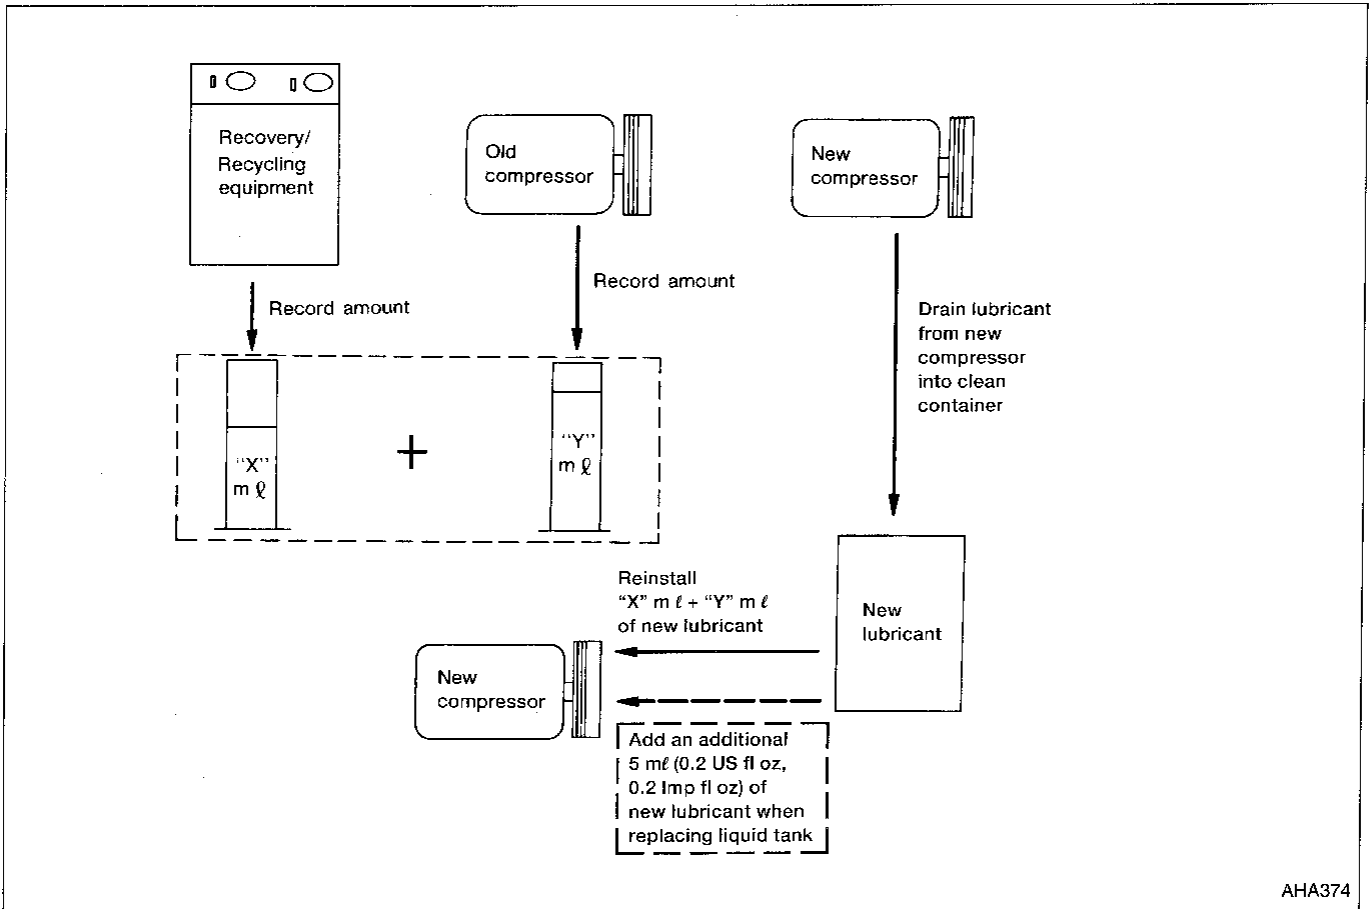 Recovery/
Recycling
equipment
Old
compressor
New
compressor
Record amount
Record amount
Drain lubricant
from new
compressor
into clean
container
"X"
m ℓ
+
"Y"
m ℓ
Reinstall
"X" m ℓ + "Y" m ℓ
of new lubricant
New
lubricant
New
compressor
Add an additional
5 mℓ (0.2 US fl oz,
0.2 Imp fl oz) of
new lubricant when
replacing liquid tank
AHA374